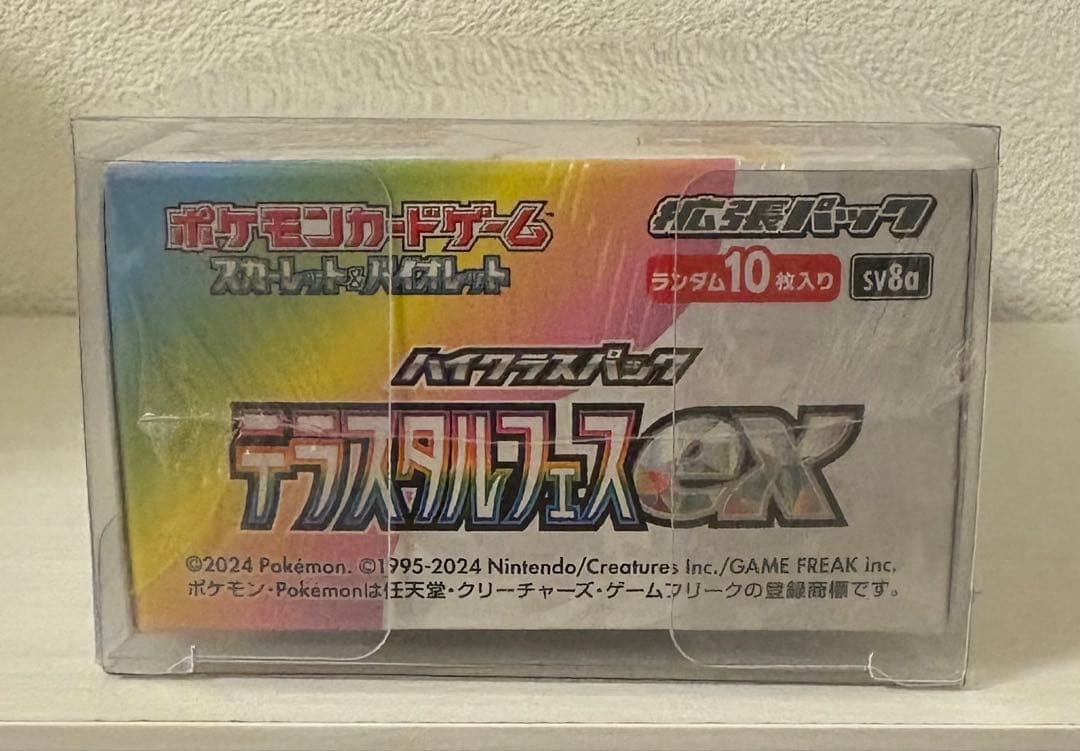 ポケモンカードゲーム
スカーレット&バイオレット
拡張パック
ランダム10枚入り SV8a
ハイクラスパック
テラスタルフェスex
©2024 Pokémon. ©1995-2024 Nintendo/Creatures Inc./GAME FREAK inc.
ポケモン・Pokémonは任天堂・クリーチャーズ・ゲームフリークの登録商標です。